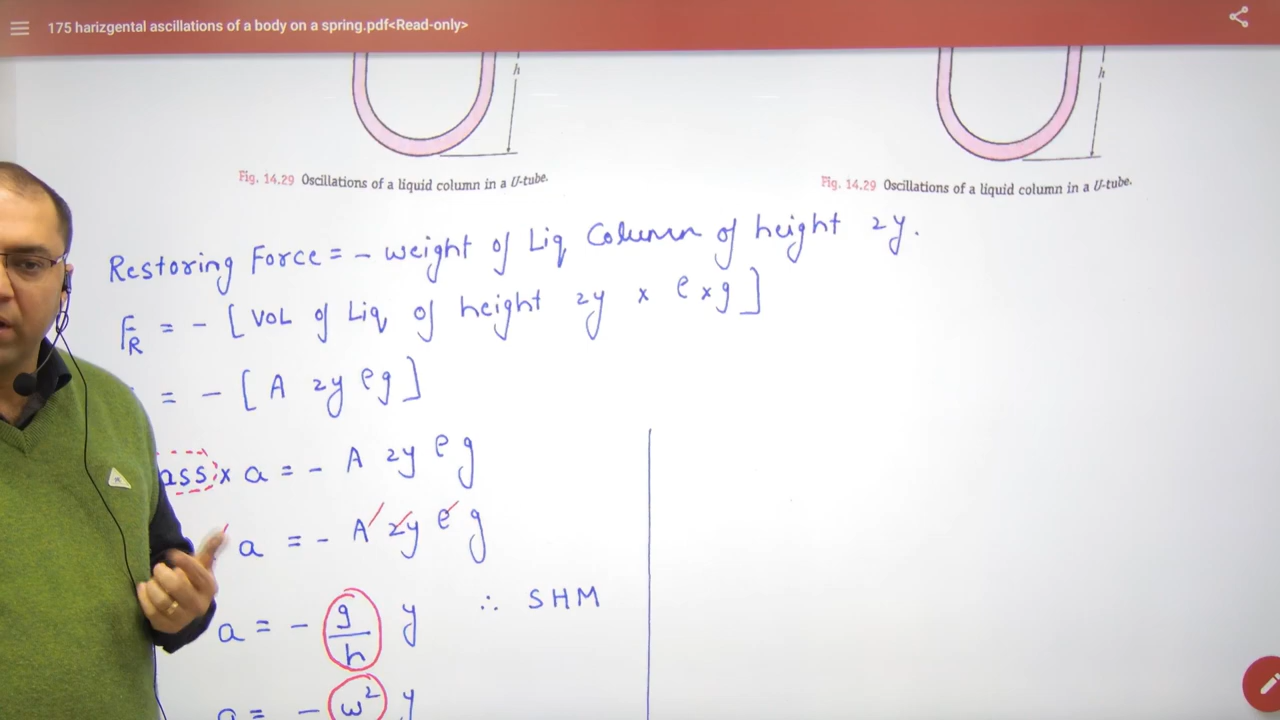 175 harizgental ascillations of a body on a spring.pdf<Read-only>
h
h
Fig. 14.29 Oscillations of a liquid column in a U-tube.
Fig. 14.29 Oscillations of a liquid column in a U-tube.
Restoring Force = - weight of Liq Column of height 2y.
F_R = - [ VOL of Liq of height 2y x ρ x g ]
= - [ A 2y ρg ]
ass x a = - A 2y ρ g
a = - A 2y ρ g
a = - g/h y ∴ SHM
a = - ω² y